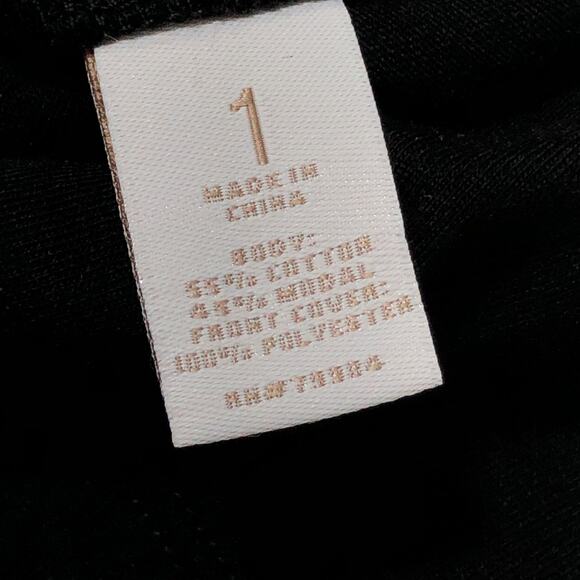 1
MADE IN
CHINA
BODY:
55% COTTON
45% MODAL
FRONT COVER:
100% POLYESTER